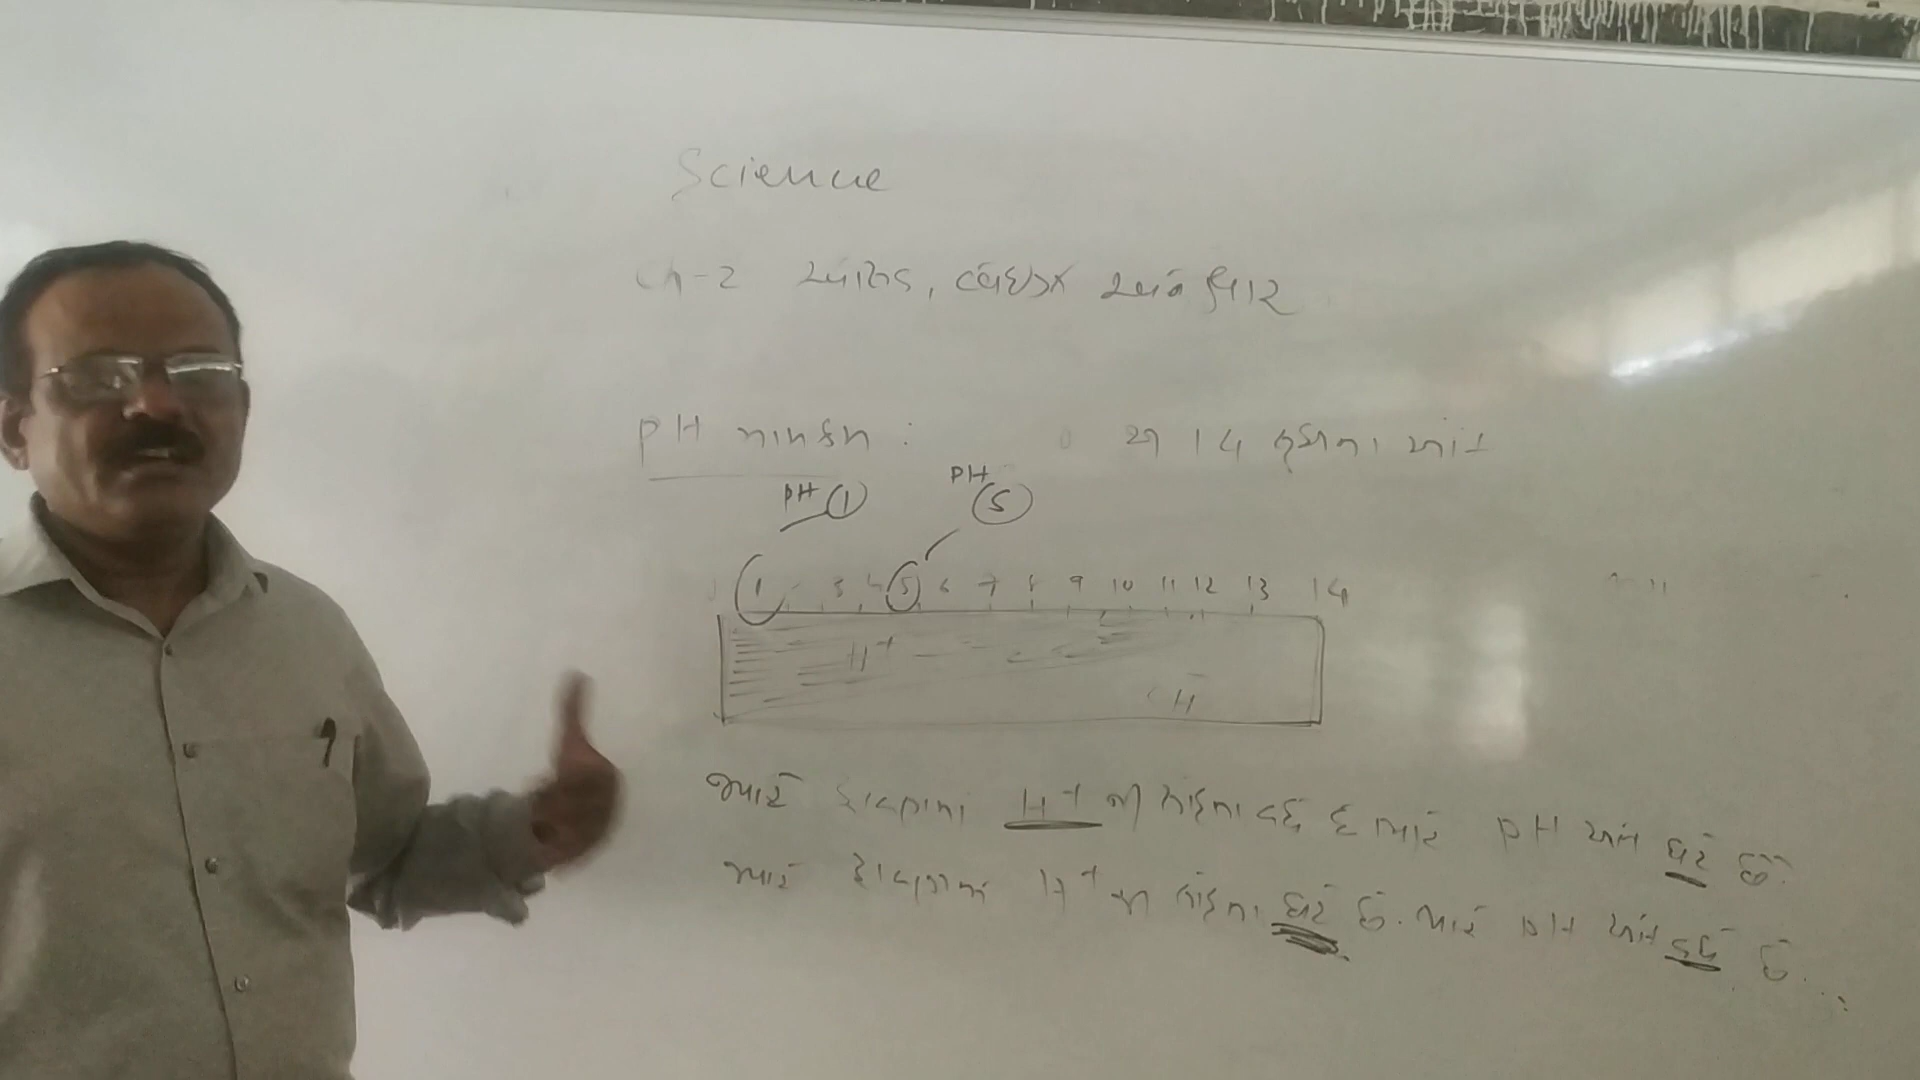 Science
Ch-2 એસિડ, બેઇઝ અને ક્ષાર
pH માપક્રમ : 0 થી 14
pH 1 pH 5
1 3 4 5 6 7 8 9 10 11 12 13 14
H+
H
જ્યારે દ્રાવણમાં H+ ની સાંદ્રતા વધે છે ત્યારે pH આંક ઘટે છે.
જ્યારે દ્રાવણમાં H+ ની સાંદ્રતા ઘટે છે. ત્યારે pH આંક વધે છે...